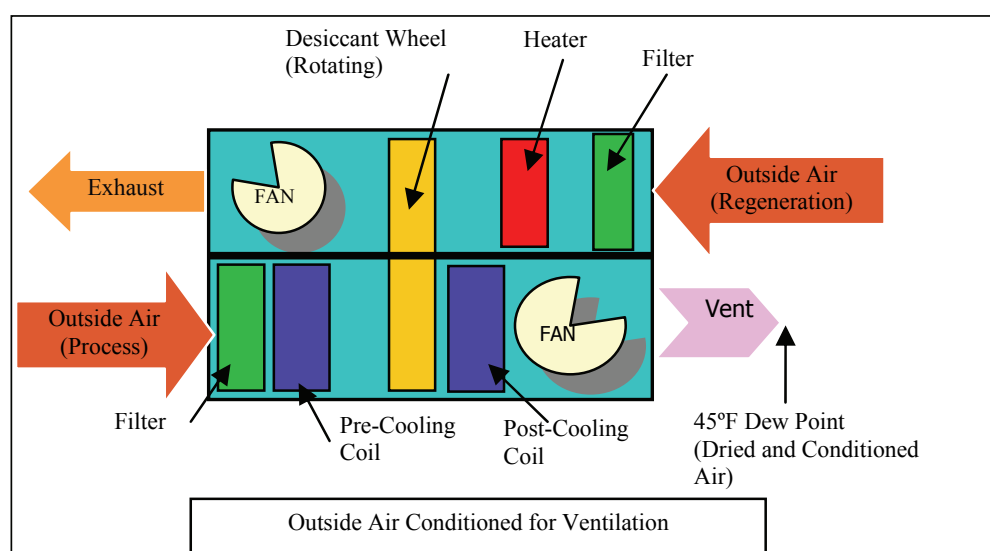 Desiccant Wheel
(Rotating)
Heater
Filter
Exhaust
FAN
Outside Air
(Regeneration)
Outside Air
(Process)
FAN
Vent
Filter
Pre-Cooling
Coil
Post-Cooling
Coil
45ºF Dew Point
(Dried and Conditioned
Air)
Outside Air Conditioned for Ventilation